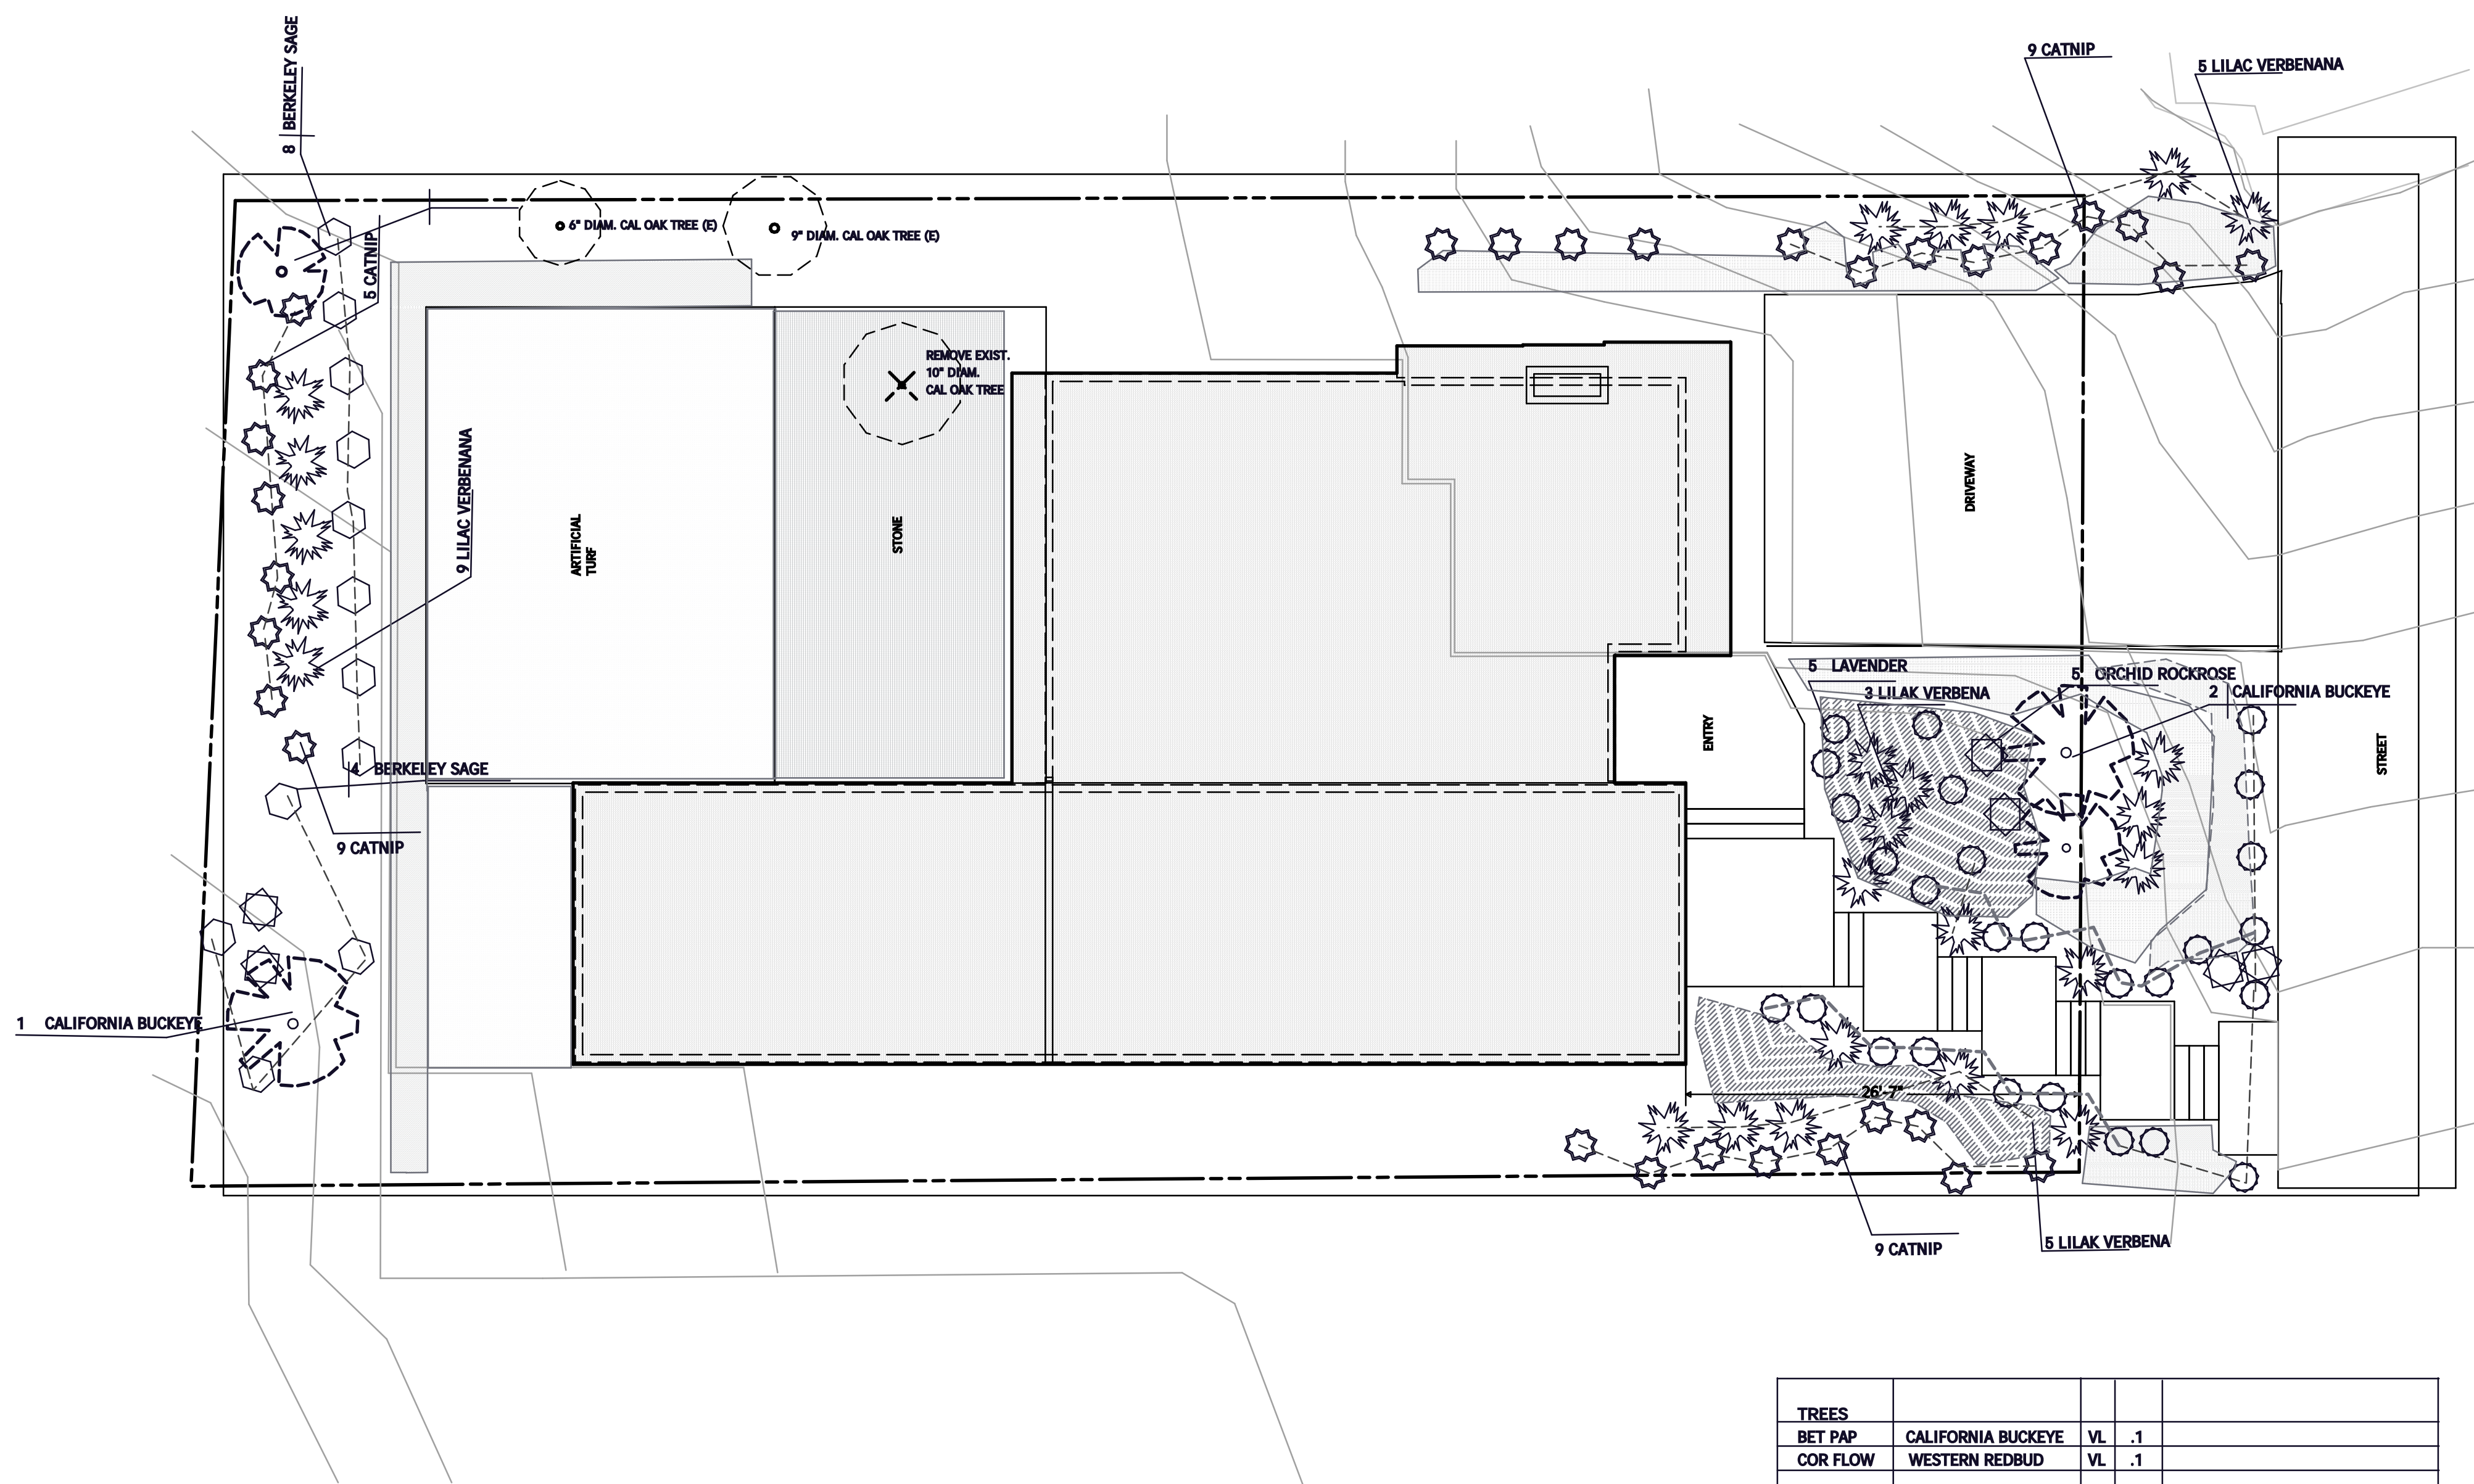 8 BERKELEY SAGE
9 CATNIP
5 LILAC VERBENANA
5 CATNIP
6" DIAM. CAL OAK TREE (E)
9" DIAM. CAL OAK TREE (E)
REMOVE EXIST.
10" DIAM.
CAL OAK TREE
9 LILAC VERBENANA
ARTIFICIAL
TURF
STONE
DRIVEWAY
5 LAVENDER
3 LILAK VERBENA
5 ORCHID ROCKROSE
2 CALIFORNIA BUCKEYE
ENTRY
STREET
4 BERKELEY SAGE
9 CATNIP
1 CALIFORNIA BUCKEYE
26'-7"
9 CATNIP
5 LILAK VERBENA
TREES
BET PAP CALIFORNIA BUCKEYE VL .1
COR FLOW WESTERN REDBUD VL .1